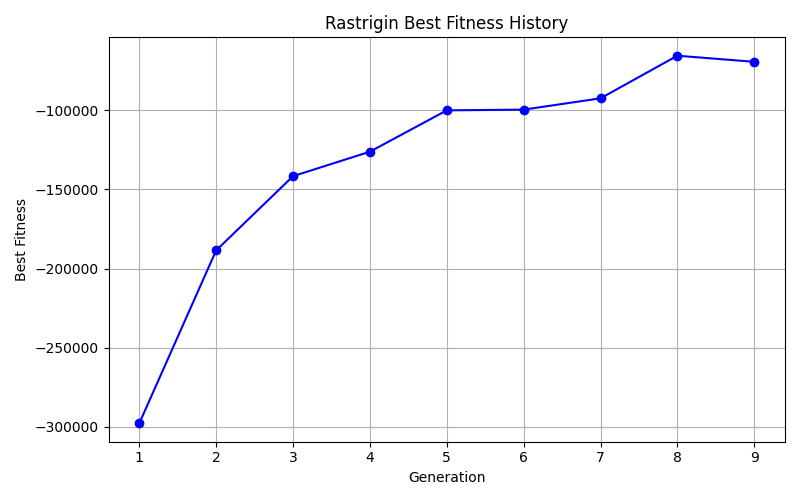 Rastrigin Best Fitness History
Best Fitness
−100000
−150000
−200000
−250000
−300000
1 2 3 4 5 6 7 8 9
Generation